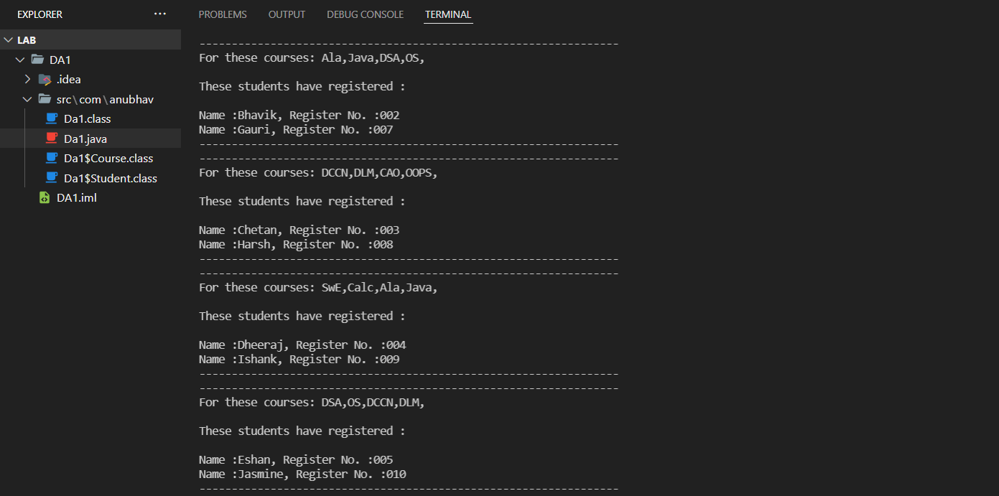 EXPLORER ...
LAB
DA1
.idea
src\com\anubhav
Da1.class
Da1.java
Da1$Course.class
Da1$Student.class
DA1.iml
PROBLEMS OUTPUT DEBUG CONSOLE TERMINAL
-----------------------------------------------------------------
For these courses: Ala,Java,DSA,OS,
These students have registered :
Name :Bhavik, Register No. :002
Name :Gauri, Register No. :007
-----------------------------------------------------------------
-----------------------------------------------------------------
For these courses: DCCN,DLM,CAO,OOPS,
These students have registered :
Name :Chetan, Register No. :003
Name :Harsh, Register No. :008
-----------------------------------------------------------------
-----------------------------------------------------------------
For these courses: SwE,Calc,Ala,Java,
These students have registered :
Name :Dheeraj, Register No. :004
Name :Ishank, Register No. :009
-----------------------------------------------------------------
-----------------------------------------------------------------
For these courses: DSA,OS,DCCN,DLM,
These students have registered :
Name :Eshan, Register No. :005
Name :Jasmine, Register No. :010
-----------------------------------------------------------------